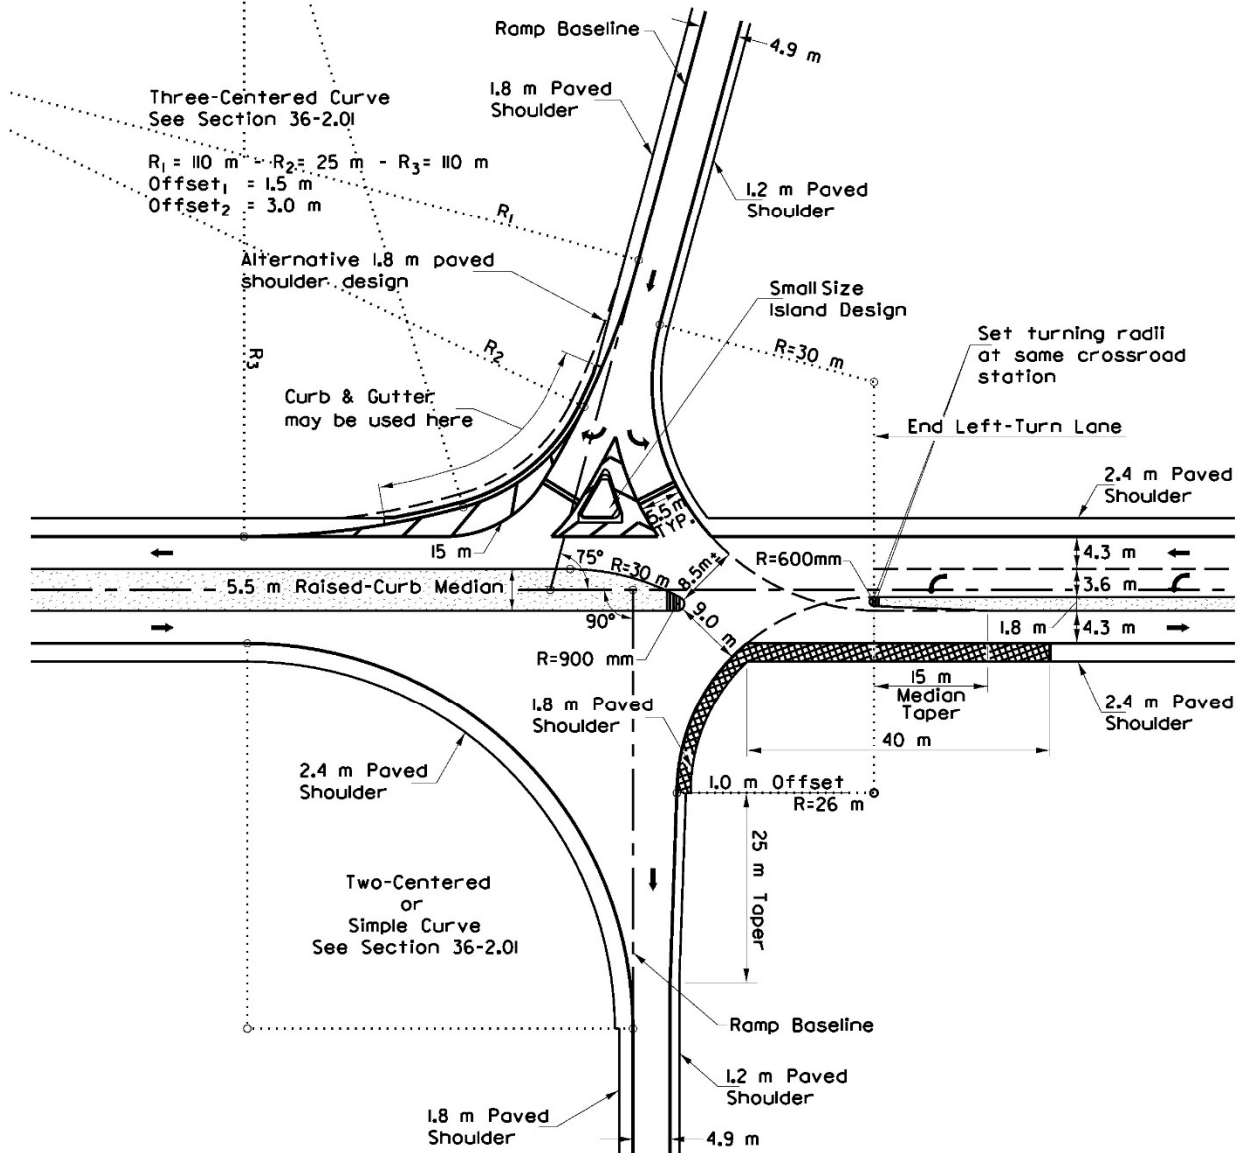 Ramp Baseline
4.9 m
Three-Centered Curve
See Section 36-2.01
1.8 m Paved
Shoulder
R₁ = 110 m - R₂= 25 m - R₃= 110 m
Offset₁ = 1.5 m
Offset₂ = 3.0 m
1.2 m Paved
Shoulder
R₁
Alternative 1.8 m paved
shoulder design
Small Size
Island Design
Set turning radii
at same crossroad
station
R=30 m
R₂
R₃
Curb & Gutter
may be used here
End Left-Turn Lane
2.4 m Paved
Shoulder
5.5 m
TYP.
15 m
75°
R=30 m
8.5m±
R=600mm
4.3 m
5.5 m Raised-Curb Median
3.6 m
90°
9.0 m
1.8 m
4.3 m
R=900 mm
15 m
Median
Taper
1.8 m Paved
Shoulder
2.4 m Paved
Shoulder
40 m
2.4 m Paved
Shoulder
1.0 m Offset
R=26 m
25 m Taper
Two-Centered
or
Simple Curve
See Section 36-2.01
Ramp Baseline
1.2 m Paved
Shoulder
1.8 m Paved
Shoulder
4.9 m